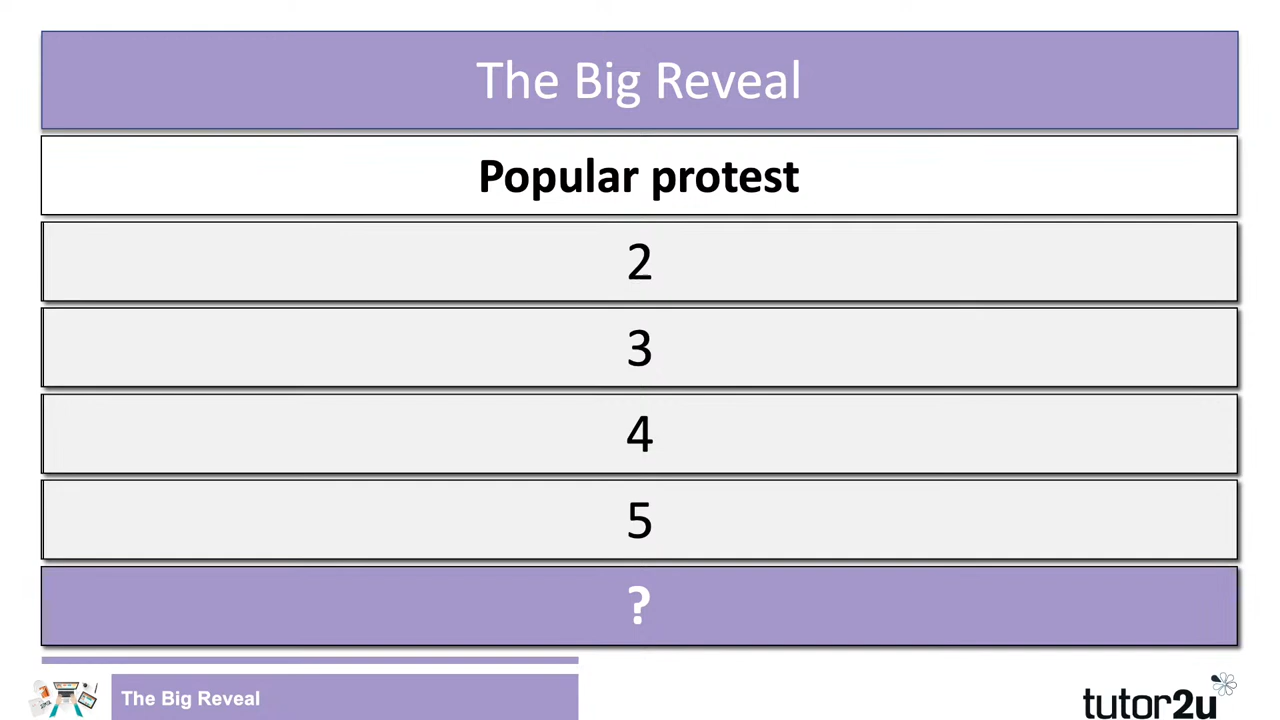 The Big Reveal
Popular protest
2
3
4
5
?
The Big Reveal
tutor2u